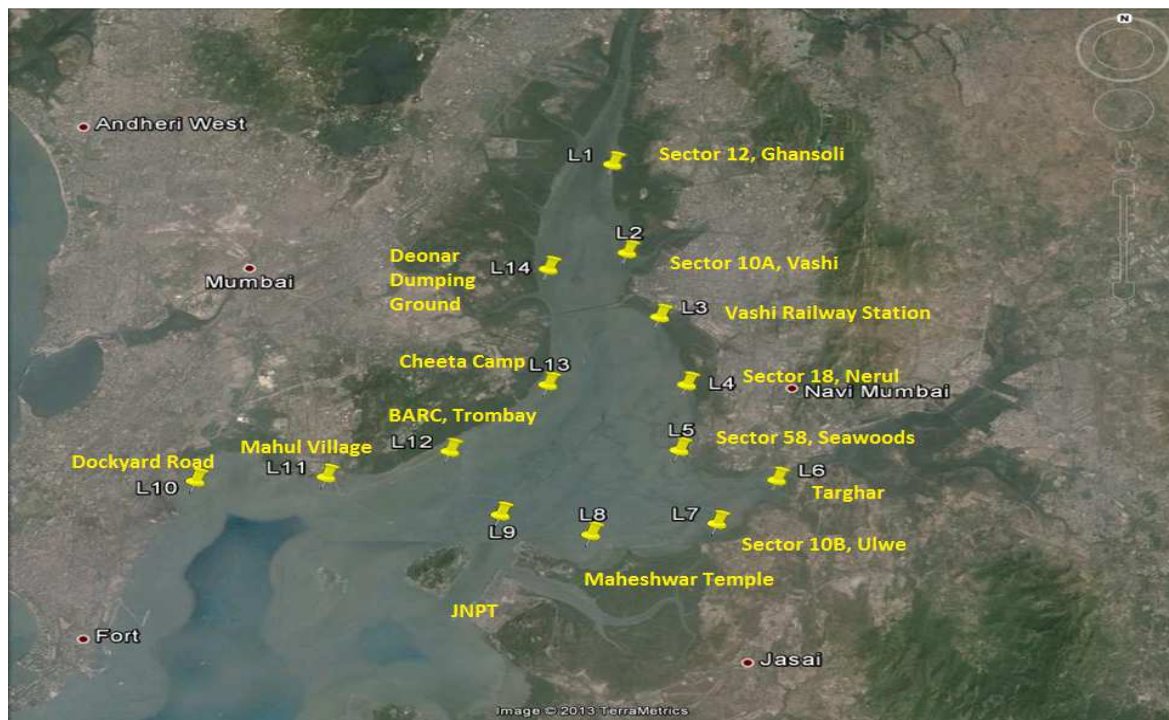 N
Andheri West
L1
Sector 12, Ghansoli
L2
Deonar
Dumping
Ground
L14
Sector 10A, Vashi
Mumbai
L3
Vashi Railway Station
Cheeta Camp
L13
L4
Sector 18, Nerul
Navi Mumbai
BARC, Trombay
L12
L5
Sector 58, Seawoods
Mahul Village
L11
Dockyard Road
L10
L6
Targhar
L9
L8
L7
Sector 10B, Ulwe
Maheshwar Temple
JNPT
Fort
Jasai
Image © 2013 TerraMetrics